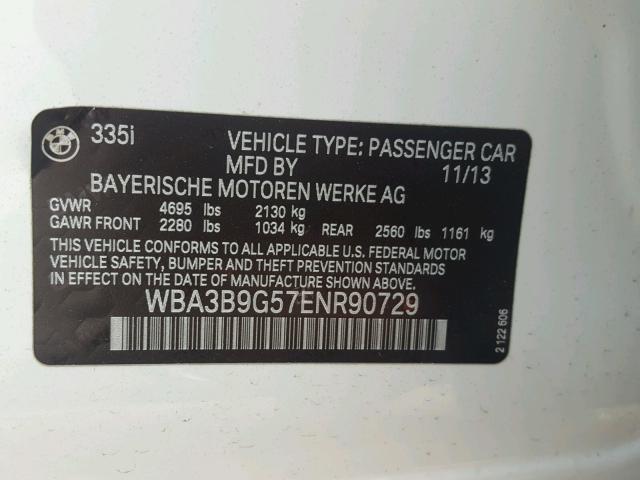 335i VEHICLE TYPE: PASSENGER CAR
MFD BY 11/13
BAYERISCHE MOTOREN WERKE AG
GVWR 4695 lbs 2130 kg
GAWR FRONT 2280 lbs 1034 kg REAR 2560 lbs 1161 kg
THIS VEHICLE CONFORMS TO ALL APPLICABLE U.S. FEDERAL MOTOR
VEHICLE SAFETY, BUMPER AND THEFT PREVENTION STANDARDS
IN EFFECT ON THE DATE OF MANUFACTURE SHOWN ABOVE.
WBA3B9G57ENR90729
2 122 606